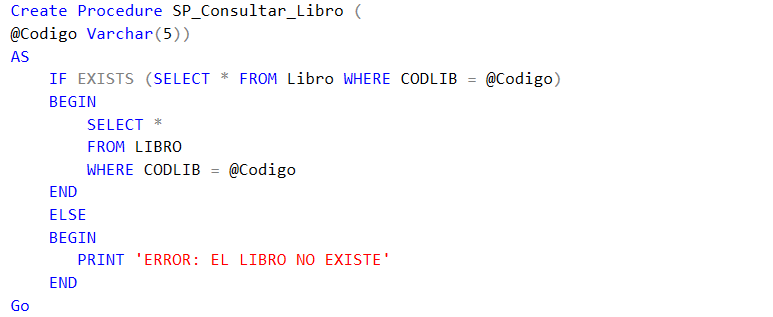 Create Procedure SP_Consultar_Libro (
@Codigo Varchar(5))
AS
    IF EXISTS (SELECT * FROM Libro WHERE CODLIB = @Codigo)
    BEGIN
        SELECT *
        FROM LIBRO
        WHERE CODLIB = @Codigo
    END
    ELSE
    BEGIN
       PRINT 'ERROR: EL LIBRO NO EXISTE'
    END
Go